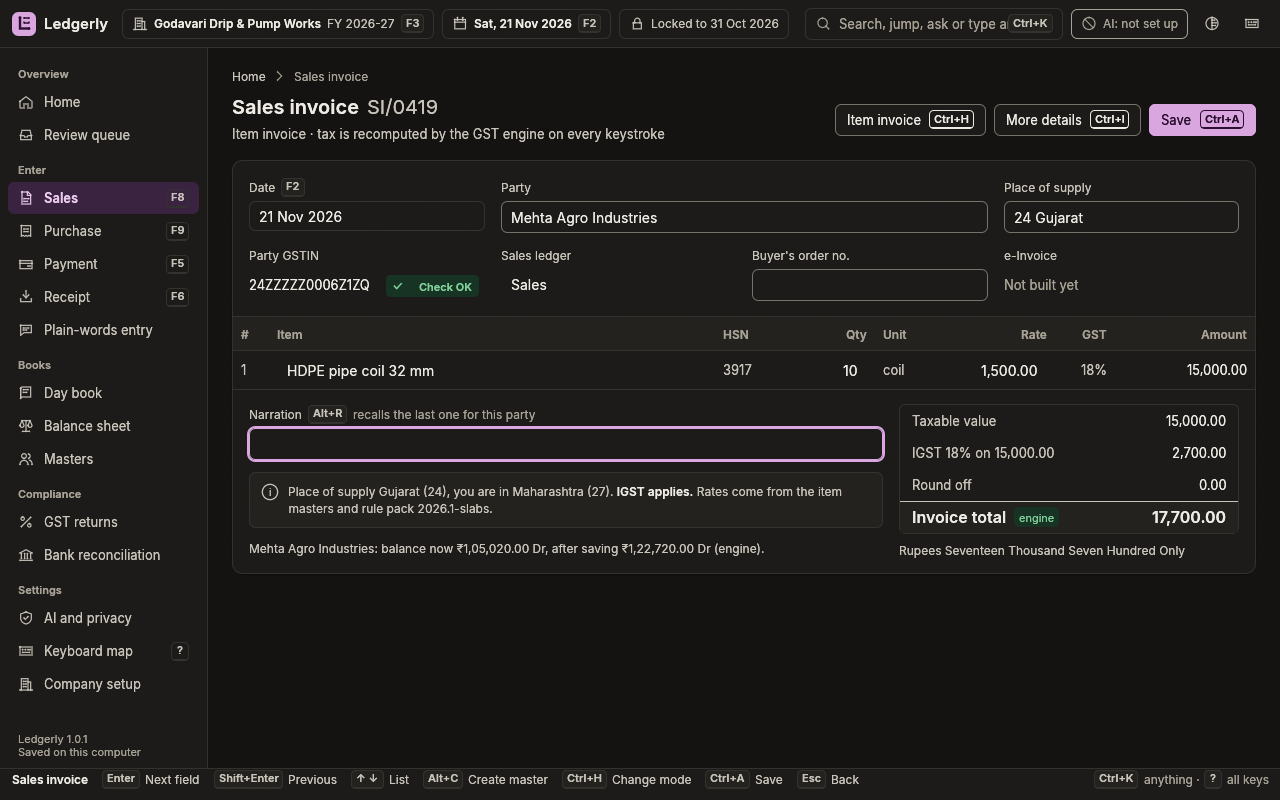 Ledgerly
Godavari Drip & Pump Works FY 2026-27 F3
Sat, 21 Nov 2026 F2
Locked to 31 Oct 2026
Search, jump, ask or type a Ctrl+K
AI: not set up
Overview
Home
Review queue
Enter
Sales F8
Purchase F9
Payment F5
Receipt F6
Plain-words entry
Books
Day book
Balance sheet
Masters
Compliance
GST returns
Bank reconciliation
Settings
AI and privacy
Keyboard map ?
Company setup
Ledgerly 1.0.1
Saved on this computer
Home > Sales invoice
Sales invoice SI/0419
Item invoice · tax is recomputed by the GST engine on every keystroke
Item invoice Ctrl+H
More details Ctrl+I
Save Ctrl+A
Date F2 Party Place of supply
21 Nov 2026 Mehta Agro Industries 24 Gujarat
Party GSTIN Sales ledger Buyer's order no. e-Invoice
24ZZZZZ0006Z1ZQ Check OK Sales Not built yet
# Item HSN Qty Unit Rate GST Amount
1 HDPE pipe coil 32 mm 3917 10 coil 1,500.00 18% 15,000.00
Narration Alt+R recalls the last one for this party
Place of supply Gujarat (24), you are in Maharashtra (27). IGST applies. Rates come from the item
masters and rule pack 2026.1-slabs.
Mehta Agro Industries: balance now ₹1,05,020.00 Dr, after saving ₹1,22,720.00 Dr (engine).
Taxable value 15,000.00
IGST 18% on 15,000.00 2,700.00
Round off 0.00
Invoice total engine 17,700.00
Rupees Seventeen Thousand Seven Hundred Only
Sales invoice Enter Next field Shift+Enter Previous ↑ ↓ List Alt+C Create master Ctrl+H Change mode Ctrl+A Save Esc Back Ctrl+K anything · ? all keys